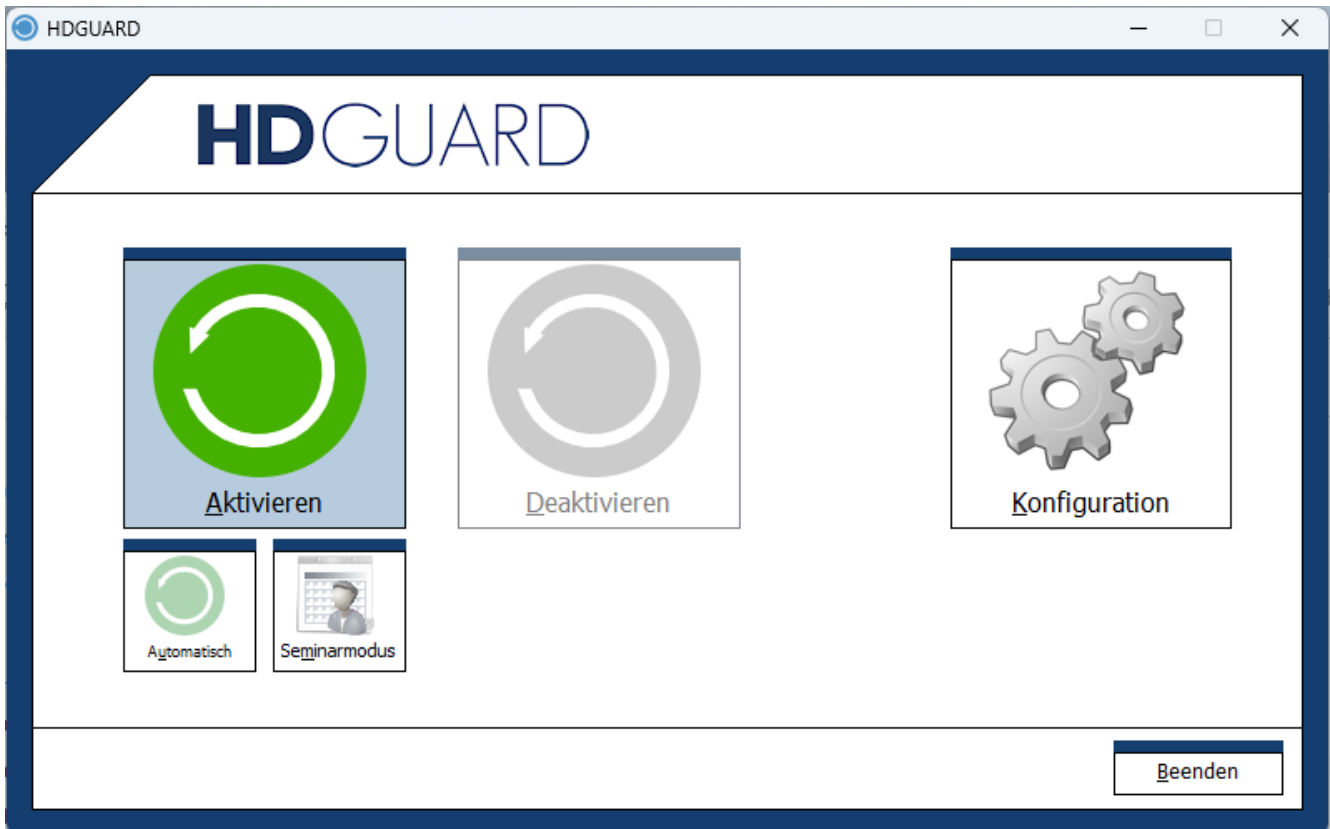 HDGUARD
HDGUARD
Aktivieren
Deaktivieren
Konfiguration
Automatisch
Seminarmodus
Beenden